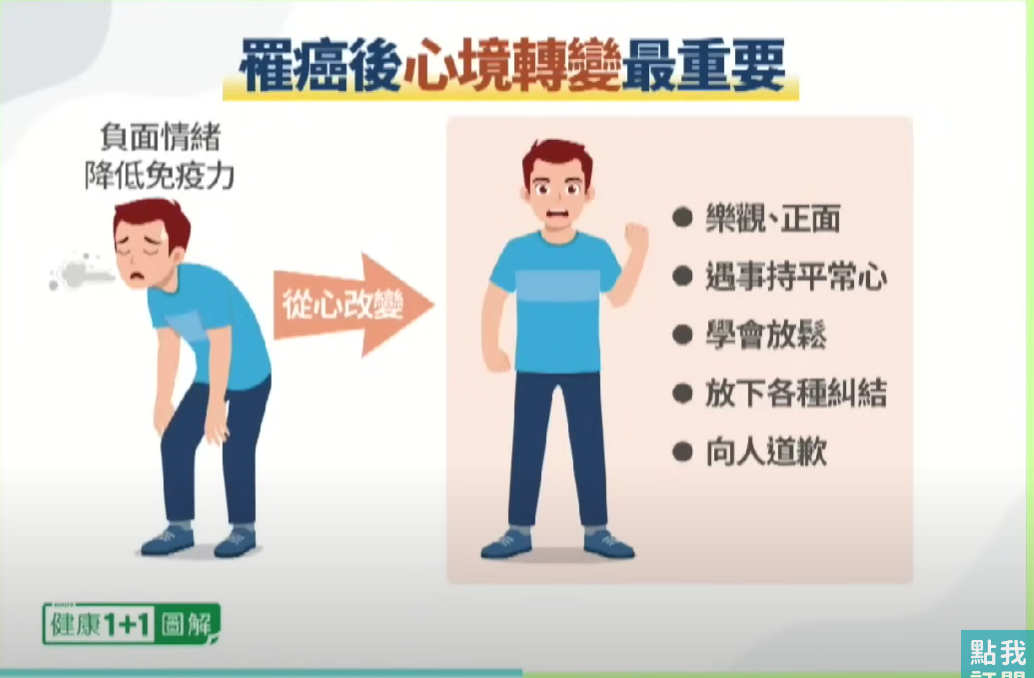 罹癌後心境轉變最重要
負面情緒
降低免疫力
從心改變
● 樂觀、正面
● 遇事持平常心
● 學會放鬆
● 放下各種糾結
● 向人道歉
健康1+1 圖解
點我